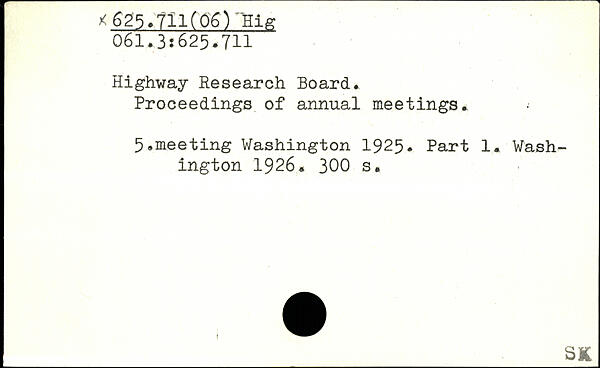 x 625.711(06) Hig
061.3:625.711
Highway Research Board.
Proceedings of annual meetings.
5.meeting Washington 1925. Part 1. Wash-
ington 1926. 300 s.
SK